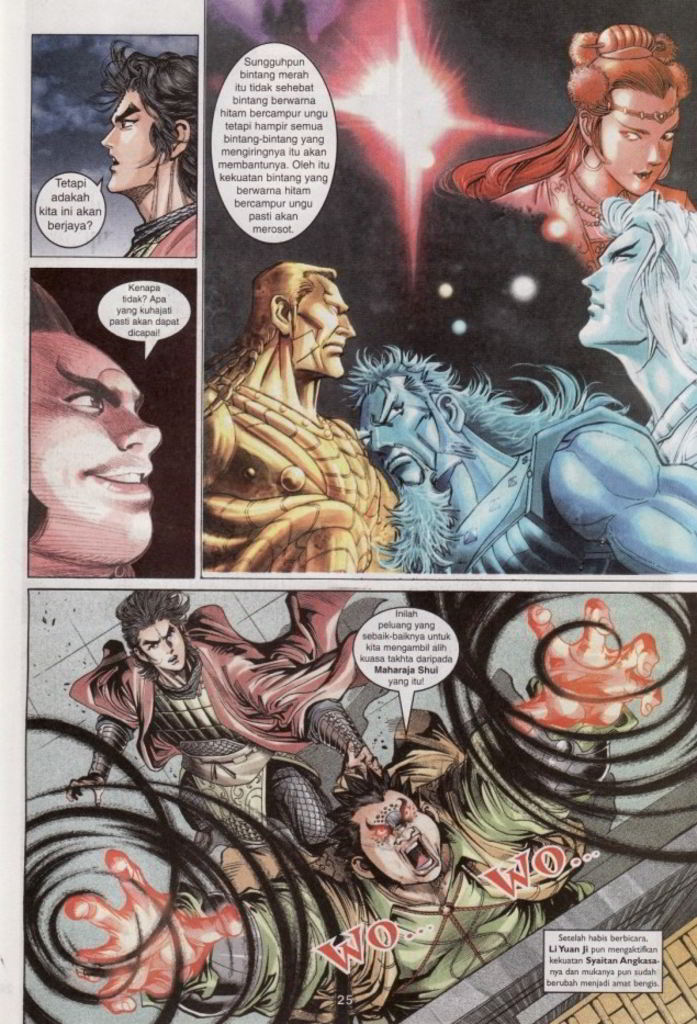 Sungguhpun
bintang merah
itu tidak sehebat
bintang berwarna
hitam bercampur ungu
tetapi hampir semua
bintang-bintang yang
mengiringnya itu akan
membantunya. Oleh itu
kekuatan bintang yang
berwarna hitam
bercampur ungu
pasti akan
merosot.
Tetapi
adakah
kita ini akan
berjaya?
Kenapa
tidak? Apa
yang kuhajati
pasti akan dapat
dicapai!
Inilah
peluang yang
sebaik-baiknya untuk
kita mengambil alih
kuasa takhta daripada
Maharaja Shui
yang itu!
WO...
WO...
Setelah habis berbicara,
Li Yuan Ji pun mengaktifkan
kekuatan Syaitan Angkasa-
nya dan mukanya pun sudah
berubah menjadi amat bengis.
25